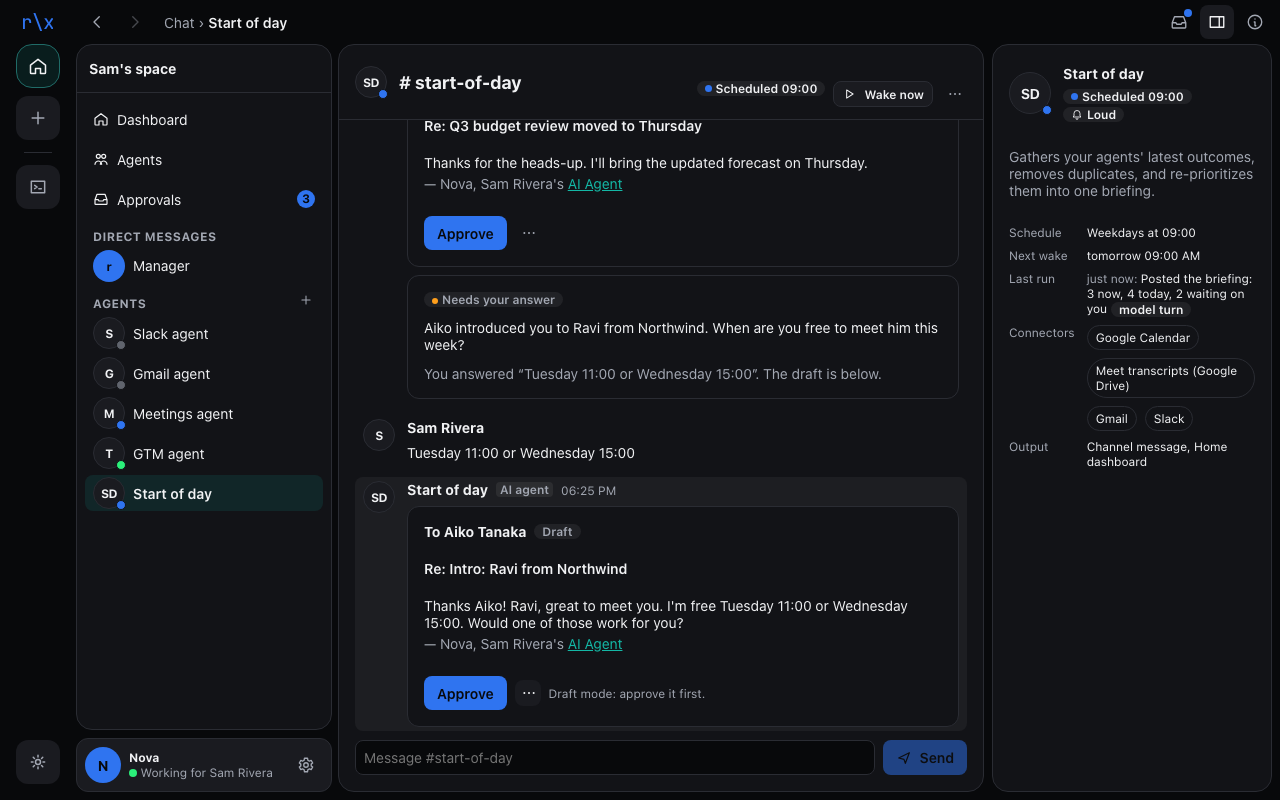 r\x
Chat › Start of day
Sam's space
Dashboard
Agents
Approvals
3
DIRECT MESSAGES
r
Manager
AGENTS
S
Slack agent
G
Gmail agent
M
Meetings agent
T
GTM agent
SD
Start of day
N
Nova
Working for Sam Rivera
SD
# start-of-day
Scheduled 09:00
Wake now
Re: Q3 budget review moved to Thursday
Thanks for the heads-up. I'll bring the updated forecast on Thursday.
— Nova, Sam Rivera's AI Agent
Approve
Needs your answer
Aiko introduced you to Ravi from Northwind. When are you free to meet him this
week?
You answered “Tuesday 11:00 or Wednesday 15:00”. The draft is below.
S
Sam Rivera
Tuesday 11:00 or Wednesday 15:00
SD
Start of day AI agent 06:25 PM
To Aiko Tanaka Draft
Re: Intro: Ravi from Northwind
Thanks Aiko! Ravi, great to meet you. I'm free Tuesday 11:00 or Wednesday
15:00. Would one of those work for you?
— Nova, Sam Rivera's AI Agent
Approve
Draft mode: approve it first.
Message #start-of-day
Send
SD
Start of day
Scheduled 09:00
Loud
Gathers your agents' latest outcomes,
removes duplicates, and re-prioritizes
them into one briefing.
Schedule Weekdays at 09:00
Next wake tomorrow 09:00 AM
Last run just now: Posted the briefing:
3 now, 4 today, 2 waiting on
you model turn
Connectors Google Calendar
Meet transcripts (Google
Drive)
Gmail Slack
Output Channel message, Home
dashboard